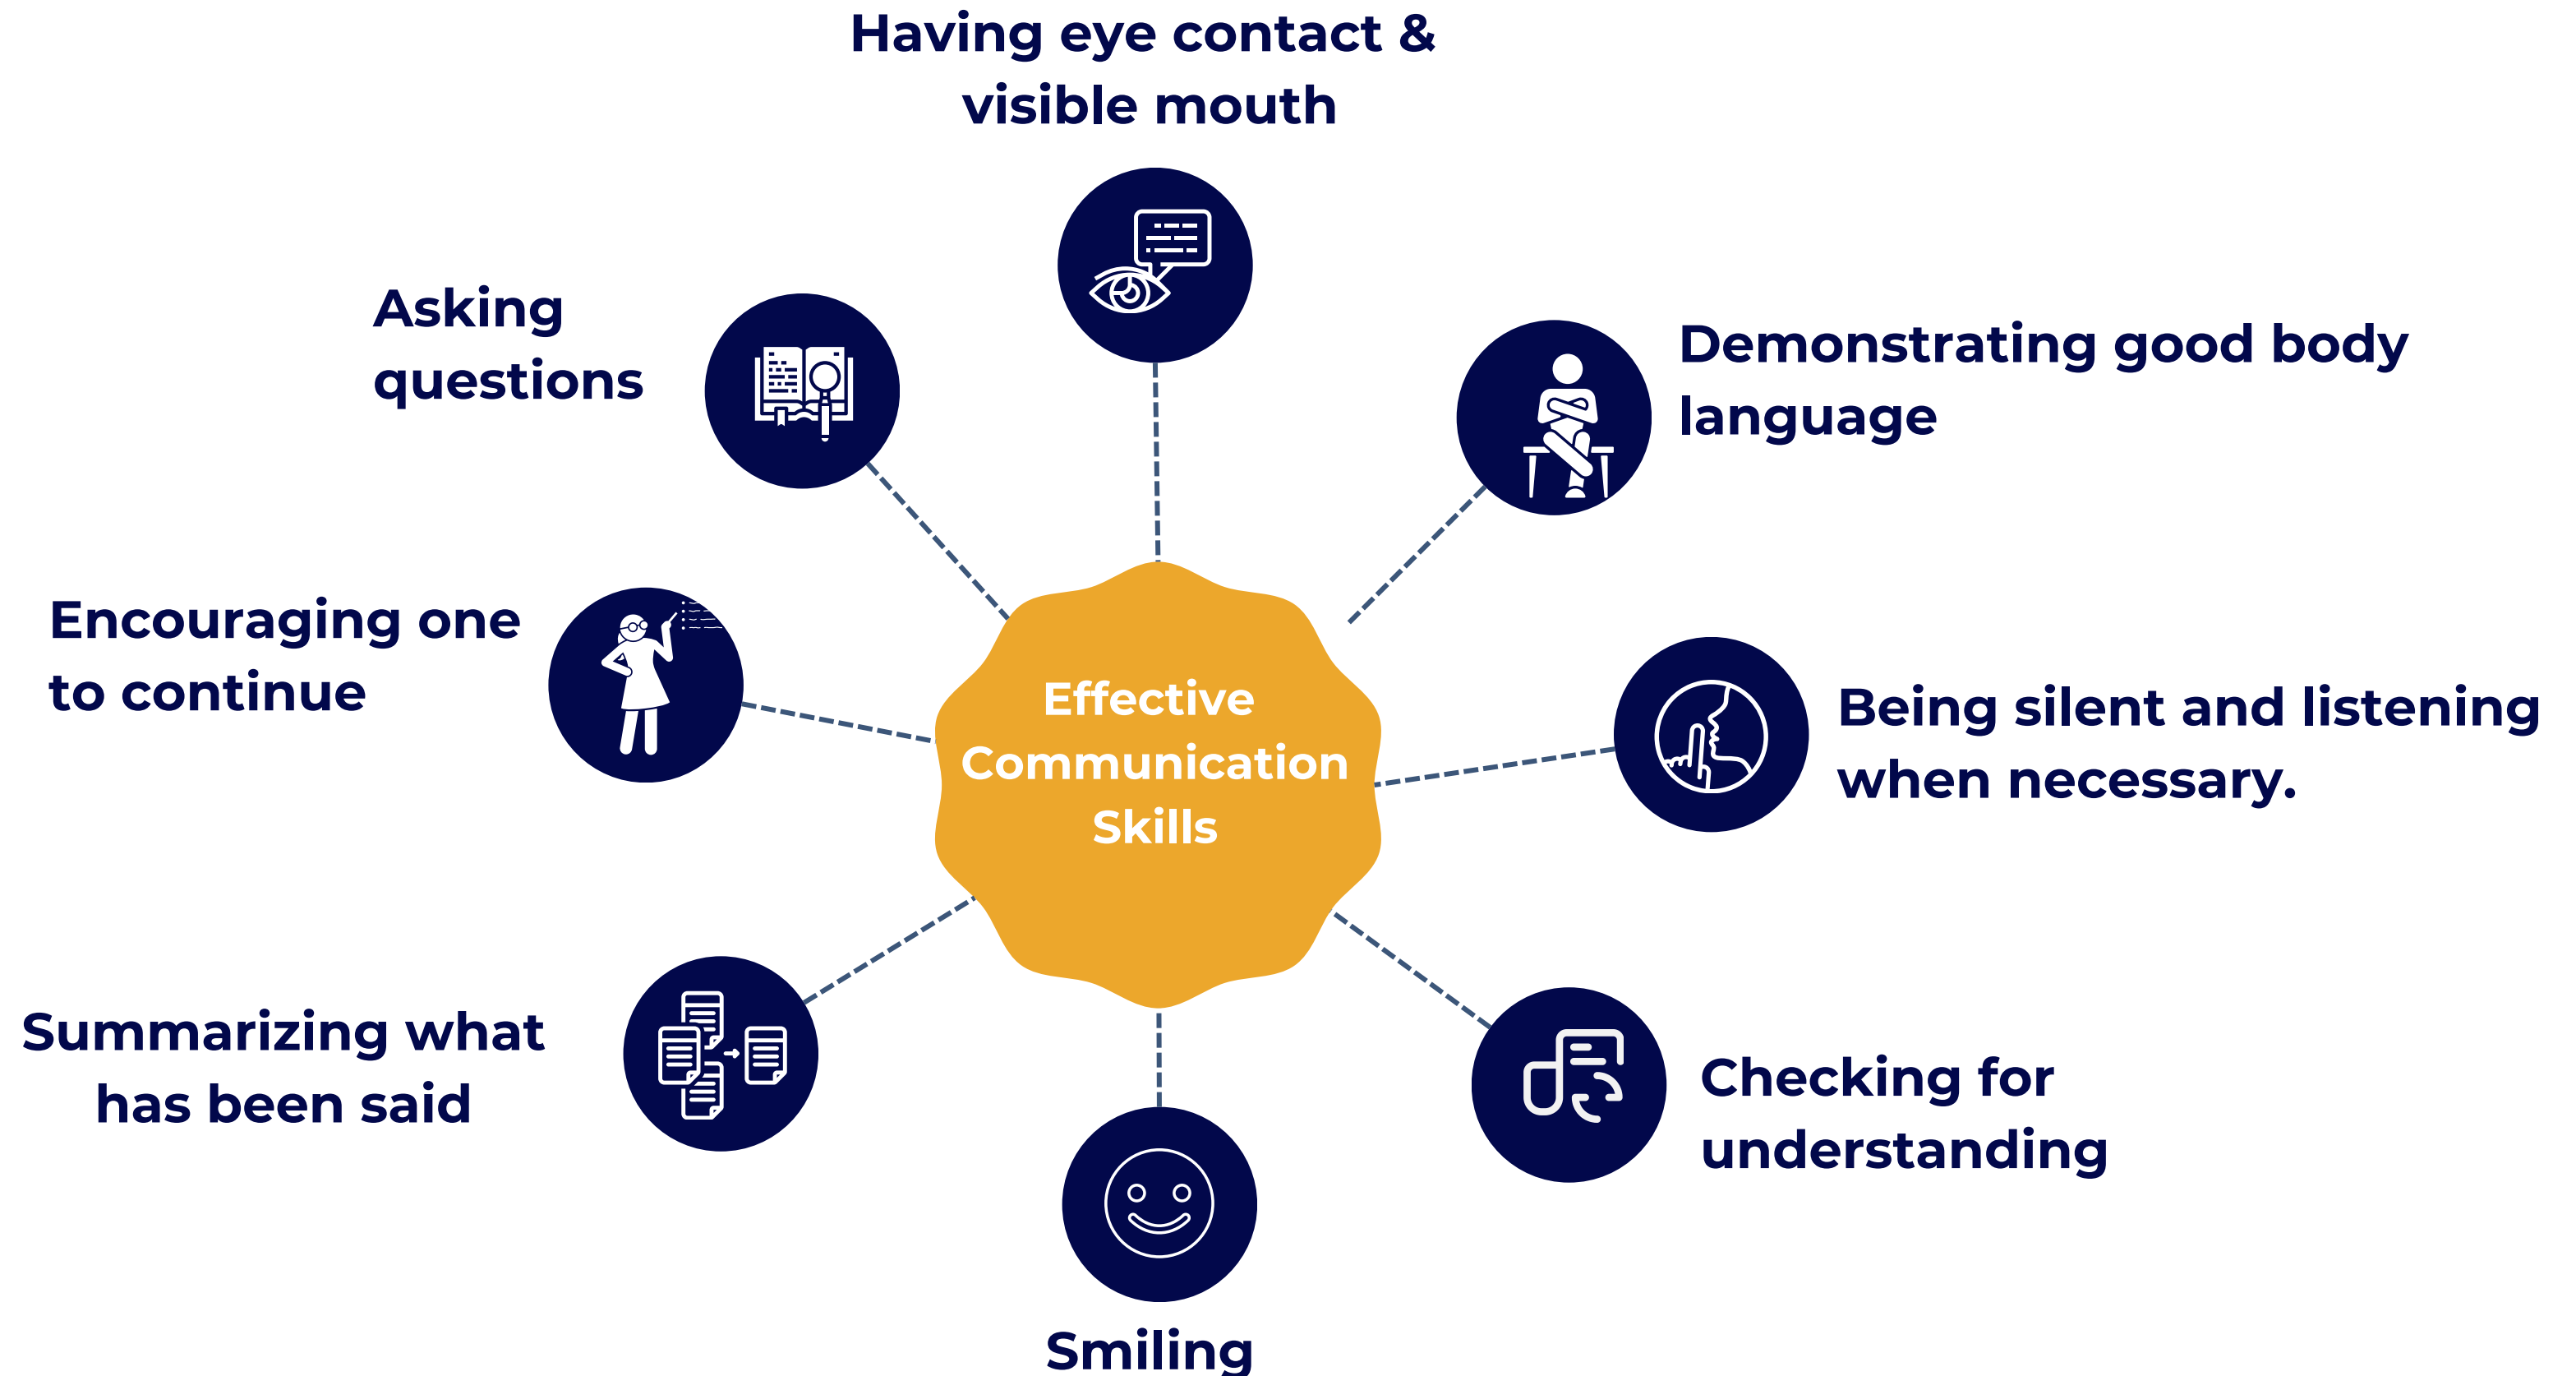 Having eye contact &
visible mouth
Asking
questions
Demonstrating good body
language
Encouraging one
to continue
Effective
Communication
Skills
Being silent and listening
when necessary.
Summarizing what
has been said
Checking for
understanding
Smiling